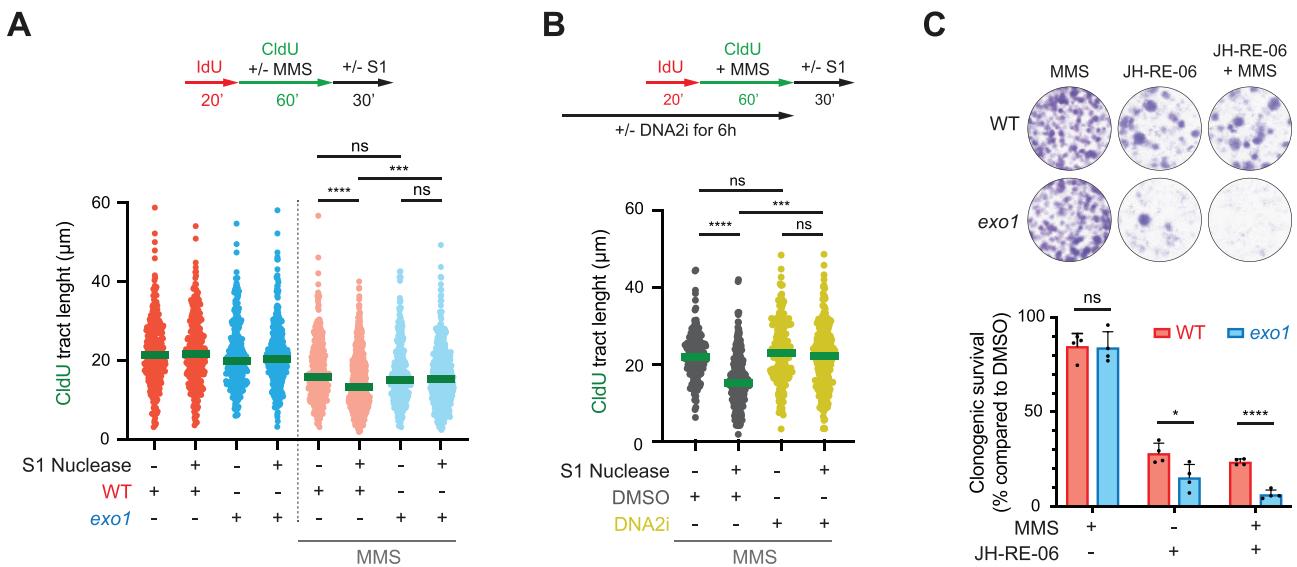 A
IdU
CldU
+/- MMS
+/- S1
20'
60'
30'
ns
***
****
ns
60
40
20
0
CldU tract lenght (μm)
S1 Nuclease - + - + - + - +
WT + + - - + + - -
exo1 - - + + - - + +
MMS
B
IdU
CldU
+ MMS
+/- S1
20'
60'
30'
+/- DNA2i for 6h
ns
***
****
ns
60
40
20
0
CldU tract lenght (μm)
S1 Nuclease - + - +
DMSO + + - -
DNA2i - - + +
MMS
C
MMS
JH-RE-06
JH-RE-06
+ MMS
WT
exo1
WT
exo1
ns
*
****
100
50
0
Clonogenic survival
(% compared to DMSO)
MMS + - +
JH-RE-06 - + +